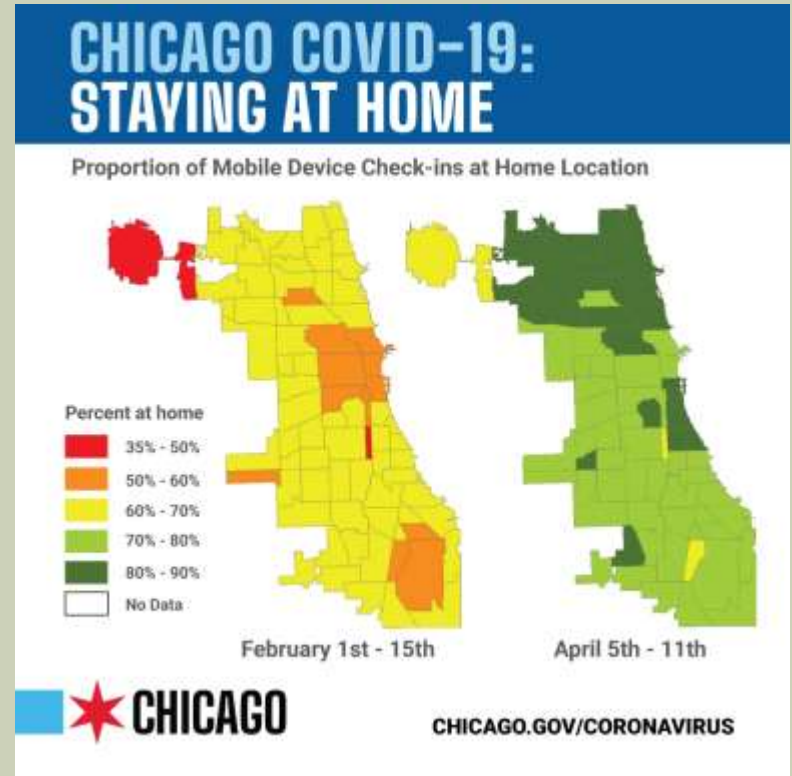 CHICAGO COVID-19:
STAYING AT HOME
Proportion of Mobile Device Check-ins at Home Location
Percent at home
35% - 50%
50% - 60%
60% - 70%
70% - 80%
80% - 90%
No Data
February 1st - 15th
April 5th - 11th
CHICAGO
CHICAGO.GOV/CORONAVIRUS